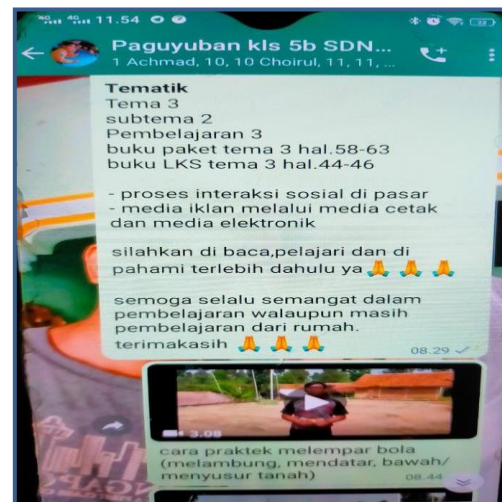 4G 4G 11.54 22
Paguyuban kls 5b SDN...
1 Achmad, 10, 10 Choirul, 11, 11, ...
Tematik
Tema 3
subtema 2
Pembelajaran 3
buku paket tema 3 hal.58-63
buku LKS tema 3 hal.44-46
- proses interaksi sosial di pasar
- media iklan melalui media cetak
dan media elektronik
silahkan di baca,pelajari dan di
pahami terlebih dahulu ya 🙏 🙏 🙏
semoga selalu semangat dalam
pembelajaran walaupun masih
pembelajaran dari rumah.
terimakasih 🙏 🙏 🙏
08.29
3.08
cara praktek melempar bola
(melambung, mendatar, bawah/
menyusur tanah)
08.44